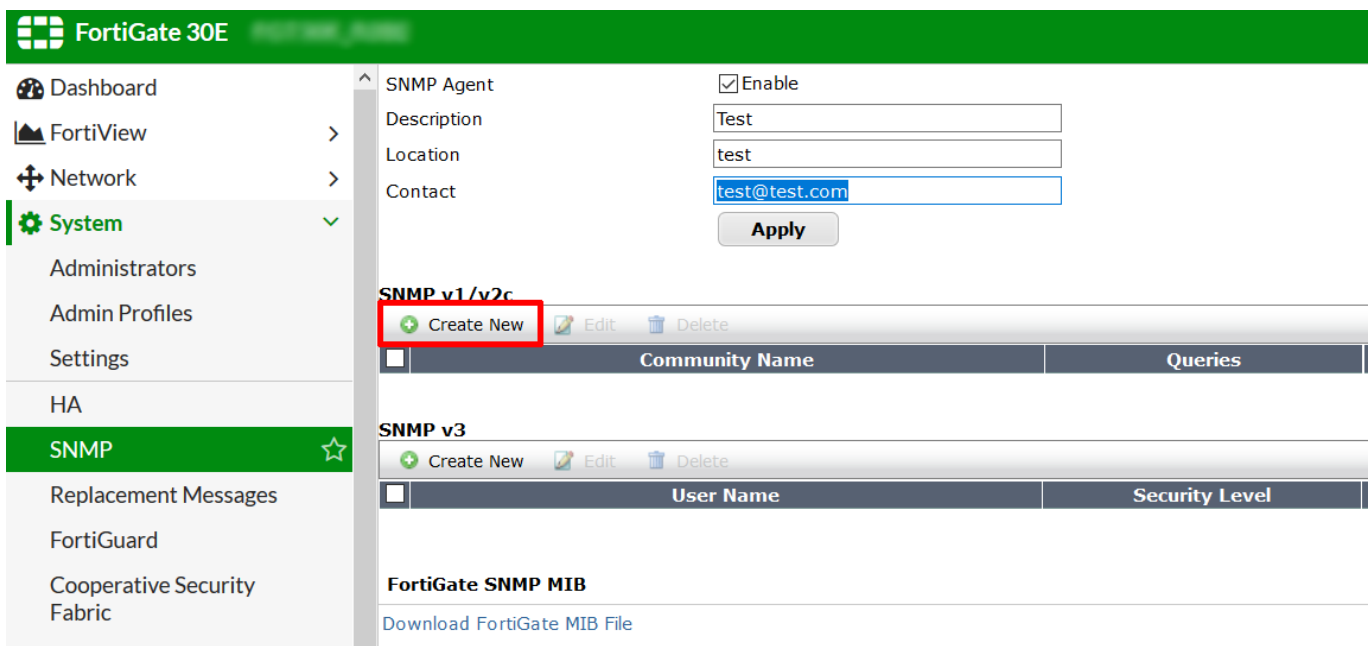 FortiGate 30E
Dashboard
FortiView
Network
System
Administrators
Admin Profiles
Settings
HA
SNMP
Replacement Messages
FortiGuard
Cooperative Security
Fabric
SNMP Agent Enable
Description Test
Location test
Contact test@test.com
Apply
SNMP v1/v2c
Create New Edit Delete
Community Name Queries
SNMP v3
Create New Edit Delete
User Name Security Level
FortiGate SNMP MIB
Download FortiGate MIB File